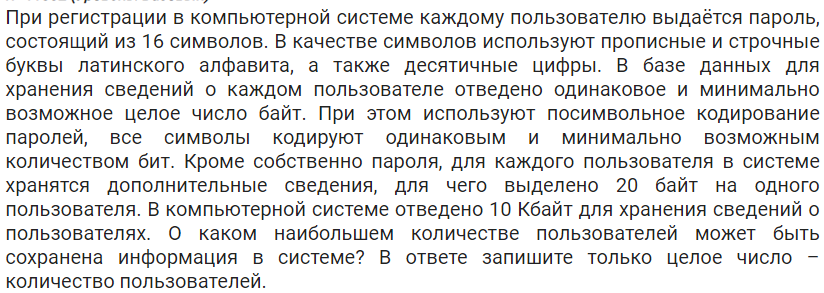 При регистрации в компьютерной системе каждому пользователю выдаётся пароль,
состоящий из 16 символов. В качестве символов используют прописные и строчные
буквы латинского алфавита, а также десятичные цифры. В базе данных для
хранения сведений о каждом пользователе отведено одинаковое и минимально
возможное целое число байт. При этом используют посимвольное кодирование
паролей, все символы кодируют одинаковым и минимально возможным
количеством бит. Кроме собственно пароля, для каждого пользователя в системе
хранятся дополнительные сведения, для чего выделено 20 байт на одного
пользователя. В компьютерной системе отведено 10 Кбайт для хранения сведений о
пользователях. О каком наибольшем количестве пользователей может быть
сохранена информация в системе? В ответе запишите только целое число –
количество пользователей.